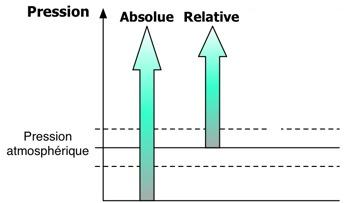 Pression
Absolue Relative
Pression
atmosphérique